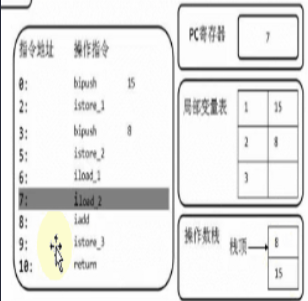 指令地址 操作指令
0: bipush 15
2: istore_1
3: bipush 8
5: istore_2
6: iload_1
7: iload_2
8: iadd
9: istore_3
10: return
PC寄存器 7
局部变量表 1 15
2 8
3
操作数栈 栈顶 8
15